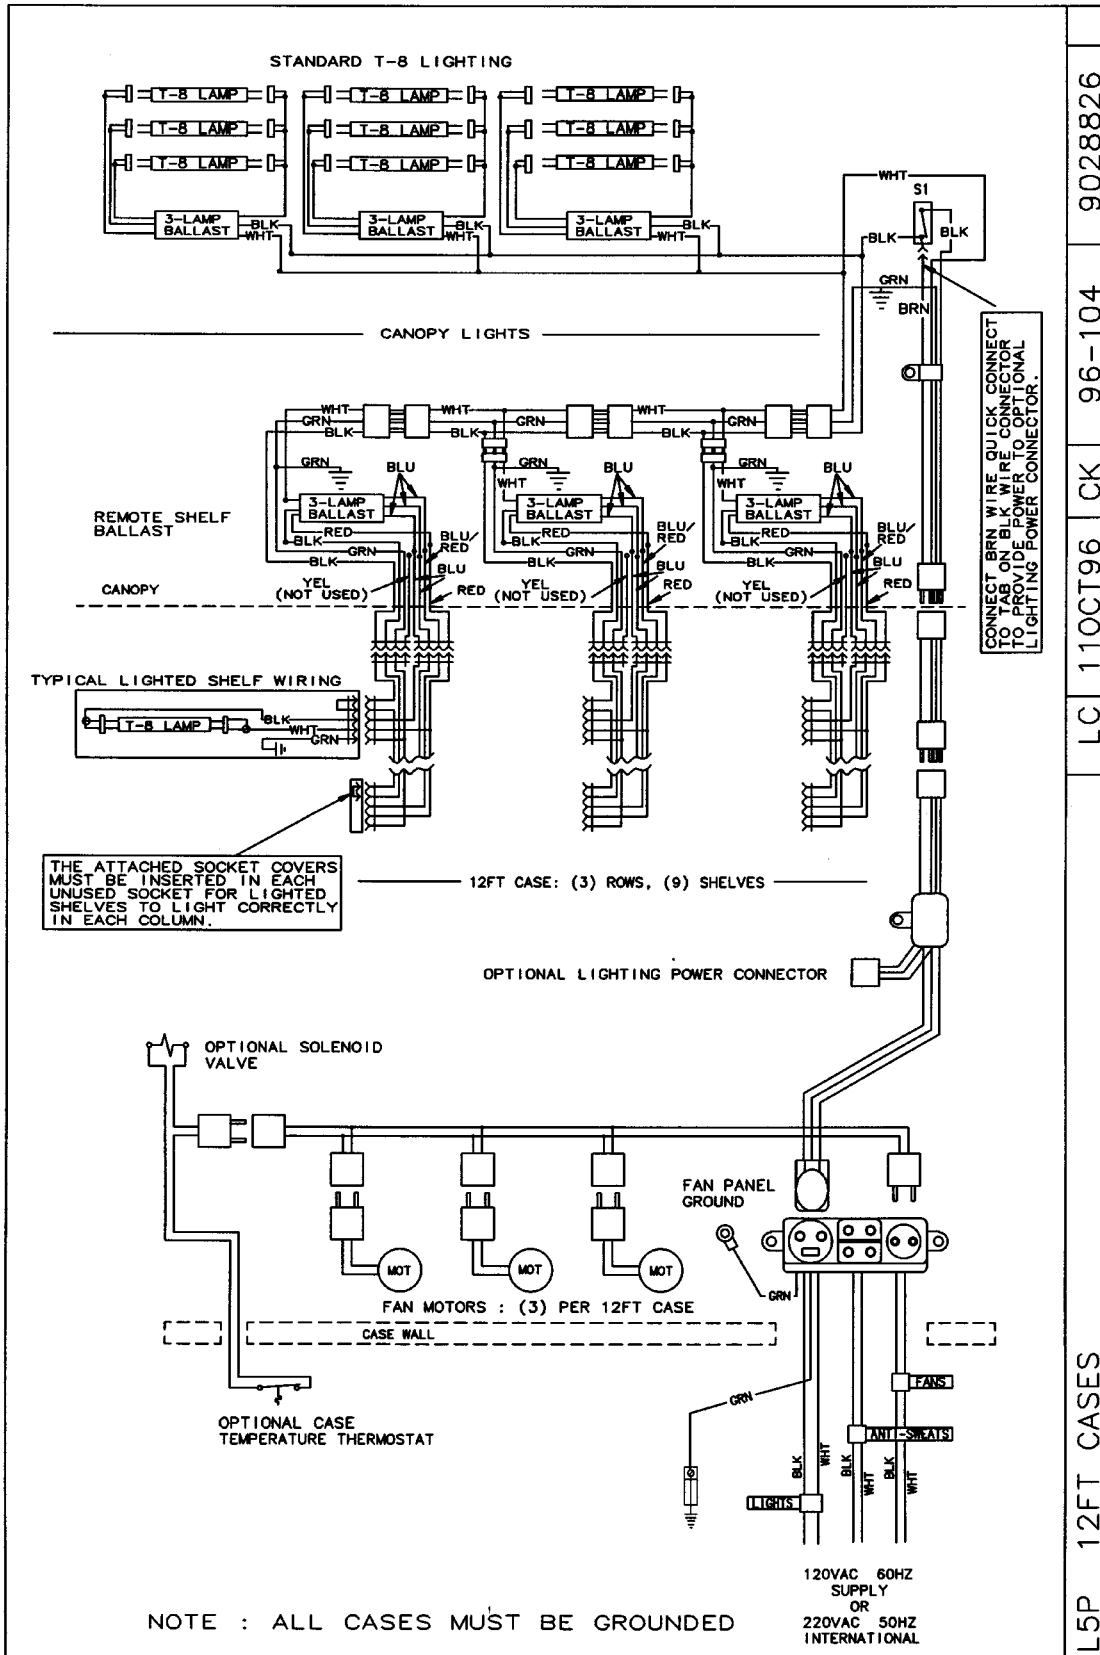 STANDARD T-8 LIGHTING
T-8 LAMP T-8 LAMP T-8 LAMP
T-8 LAMP T-8 LAMP T-8 LAMP
T-8 LAMP T-8 LAMP T-8 LAMP
3-LAMP
BALLAST
BLK
WHT
3-LAMP
BALLAST
BLK
WHT
3-LAMP
BALLAST
BLK
WHT
WHT
S1
BLK
BLK
GRN
BRN
CANOPY LIGHTS
CONNECT BRN WIRE QUICK CONNECT
TO TAB ON BLK WIRE CONNECTOR
TO PROVIDE POWER TO OPTIONAL
LIGHTING POWER CONNECTOR.
WHT WHT WHT
GRN GRN GRN
BLK BLK BLK
GRN BLU
WHT GRN BLU
WHT GRN BLU
REMOTE SHELF
BALLAST
3-LAMP
BALLAST
RED
BLK
GRN
BLK
BLU/
RED
BLU
RED
YEL
(NOT USED)
3-LAMP
BALLAST
RED
BLK
GRN
BLK
BLU/
RED
BLU
RED
YEL
(NOT USED)
3-LAMP
BALLAST
RED
BLK
GRN
BLK
BLU/
RED
BLU
RED
YEL
(NOT USED)
CANOPY
TYPICAL LIGHTED SHELF WIRING
T-8 LAMP
BLK
WHT
GRN
THE ATTACHED SOCKET COVERS
MUST BE INSERTED IN EACH
UNUSED SOCKET FOR LIGHTED
SHELVES TO LIGHT CORRECTLY
IN EACH COLUMN.
12FT CASE: (3) ROWS, (9) SHELVES
OPTIONAL LIGHTING POWER CONNECTOR
OPTIONAL SOLENOID
VALVE
FAN PANEL
GROUND
MOT MOT MOT
GRN
FAN MOTORS : (3) PER 12FT CASE
CASE WALL
OPTIONAL CASE
TEMPERATURE THERMOSTAT
GRN
FANS
ANTI-SWEATS
BLK WHT BLK WHT BLK WHT
LIGHTS
120VAC 60HZ
SUPPLY
OR
220VAC 50HZ
INTERNATIONAL
NOTE : ALL CASES MUST BE GROUNDED
L5P 12FT CASES LC 11OCT96 CK 96-104 9028826